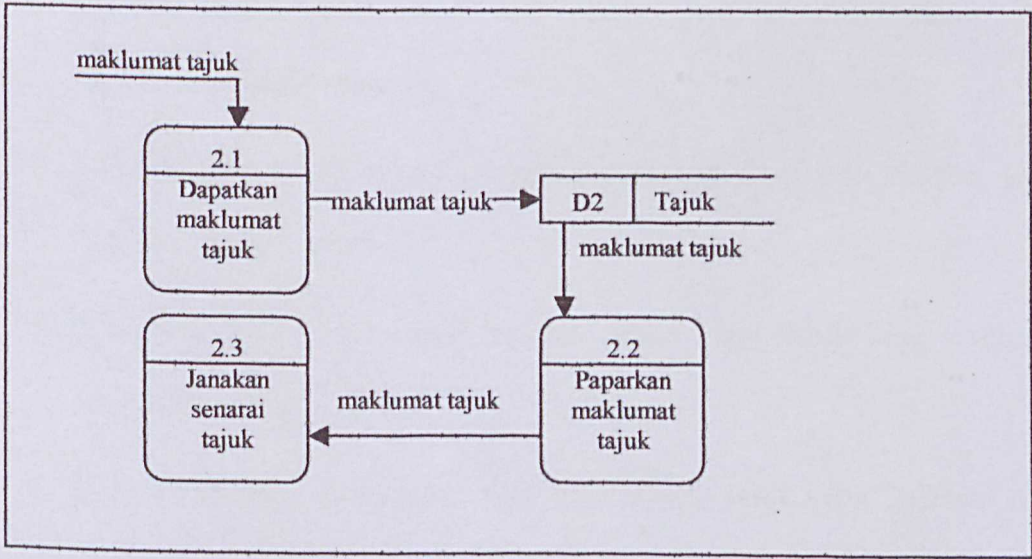 maklumat tajuk
2.1
Dapatkan
maklumat
tajuk
maklumat tajuk
D2 Tajuk
maklumat tajuk
2.2
Paparkan
maklumat
tajuk
maklumat tajuk
2.3
Janakan
senarai
tajuk